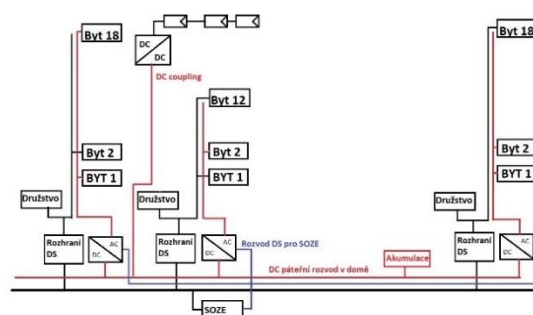 Byt 18
Byt 2
BYT 1
Družstvo
Rozhraní
DS
AC
DC
DC
DC
DC coupling
Byt 12
Byt 2
BYT 1
Družstvo
Rozhraní
DS
AC
DC
Rozvod DS pro SOZE
Byt 18
Byt 2
BYT 1
Družstvo
Rozhraní
DS
AC
DC
Akumulace
DC páteřní rozvod v domě
SOZE